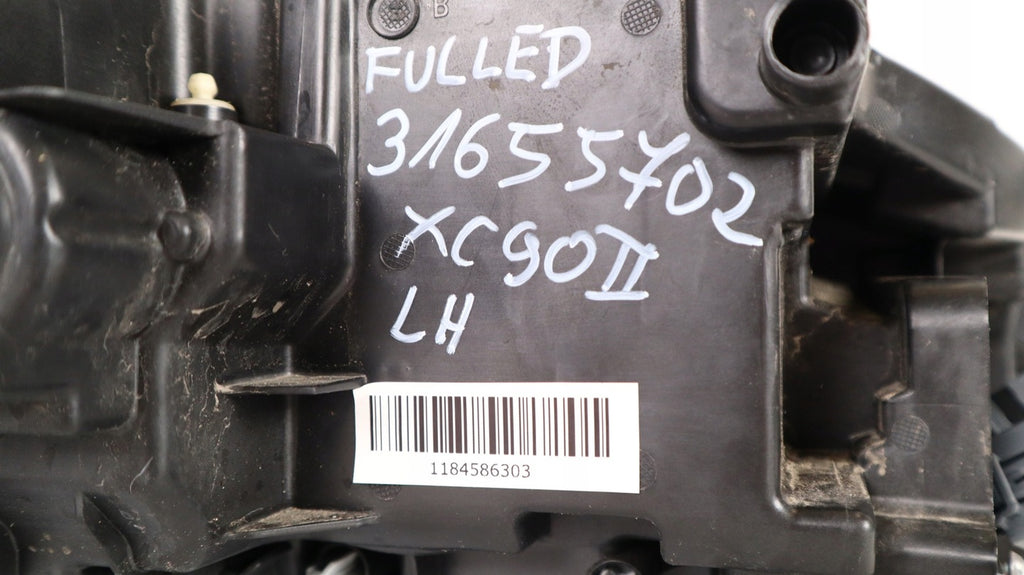 B
FULLED
31655702
XC90II
LH
1184586303